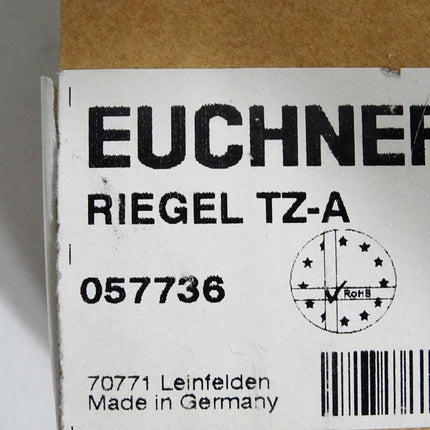 EUCHNER
RIEGEL TZ-A
057736
RoHS
70771 Leinfelden
Made in Germany